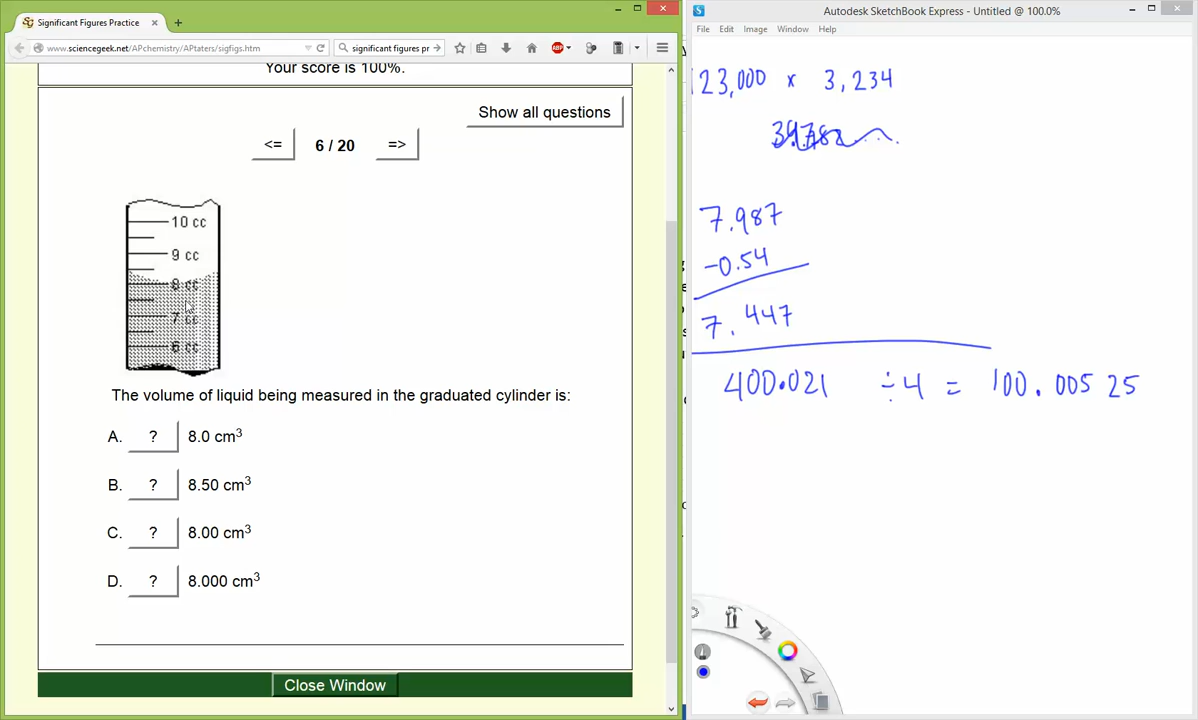 Significant Figures Practice
Autodesk SketchBook Express - Untitled @ 100.0%
www.sciencegeek.net/APchemistry/APtaters/sigfigs.htm
significant figures pr
ABP
File Edit Image Window Help
Your score is 100%.
Show all questions
<= 6 / 20 =>
10 cc
9 cc
8 cc
7 cc
6 cc
The volume of liquid being measured in the graduated cylinder is:
A. ? 8.0 cm³
B. ? 8.50 cm³
C. ? 8.00 cm³
D. ? 8.000 cm³
Close Window
123,000 x 3,234
7.987
-0.54
7.447
400.021 ÷ 4 = 100.005 25